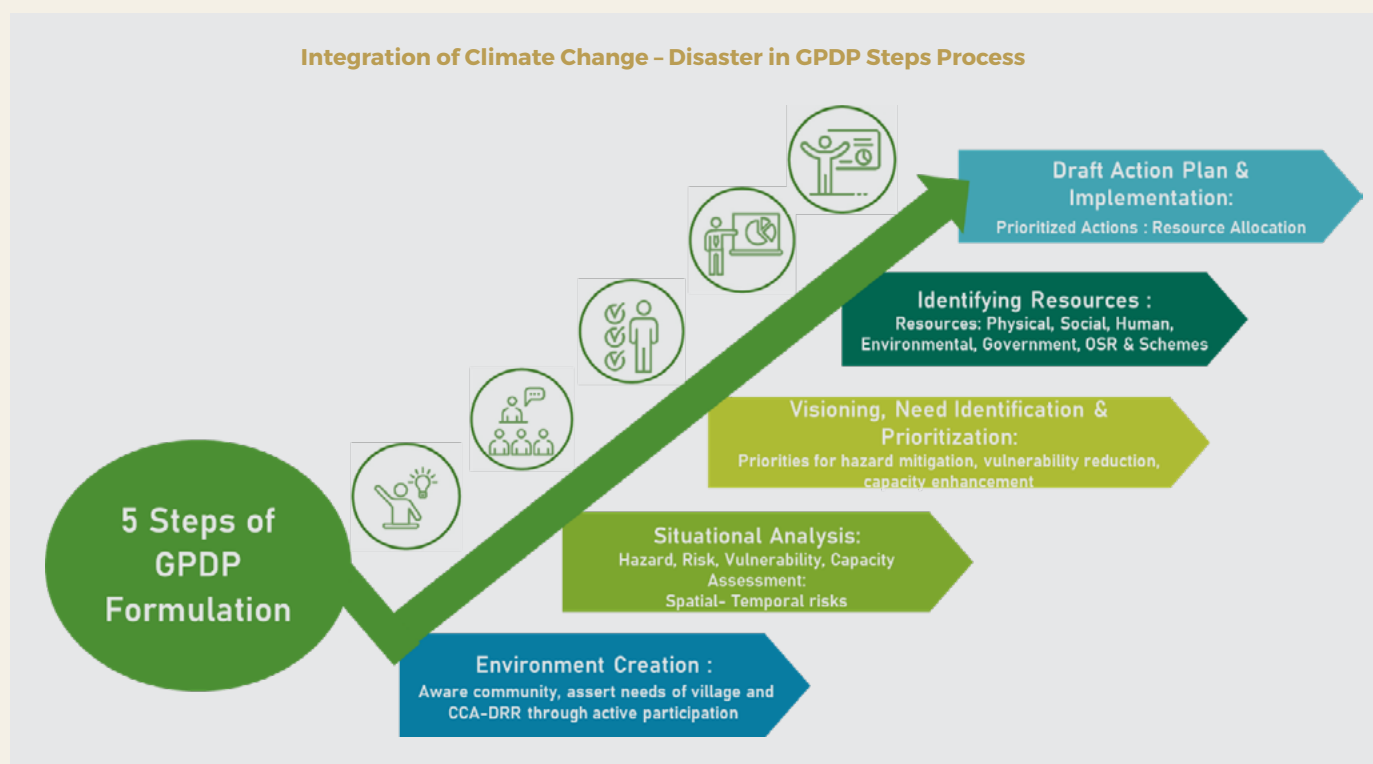 Integration of Climate Change – Disaster in GPDP Steps Process
Draft Action Plan &
Implementation:
Prioritized Actions : Resource Allocation
Identifying Resources :
Resources: Physical, Social, Human,
Environmental, Government, OSR & Schemes
Visioning, Need Identification &
Prioritization:
Priorities for hazard mitigation, vulnerability reduction,
capacity enhancement
5 Steps of
GPDP
Formulation
Situational Analysis:
Hazard, Risk, Vulnerability, Capacity
Assessment:
Spatial- Temporal risks
Environment Creation :
Aware community, assert needs of village and
CCA-DRR through active participation